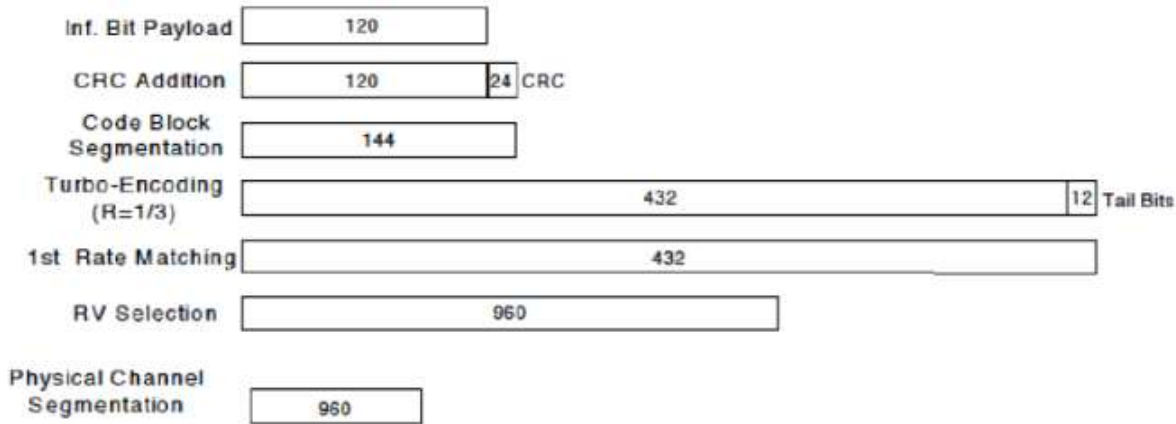 Inf. Bit Payload 120
CRC Addition 120 24 CRC
Code Block
Segmentation 144
Turbo-Encoding
(R=1/3) 432 12 Tail Bits
1st Rate Matching 432
RV Selection 960
Physical Channel
Segmentation 960